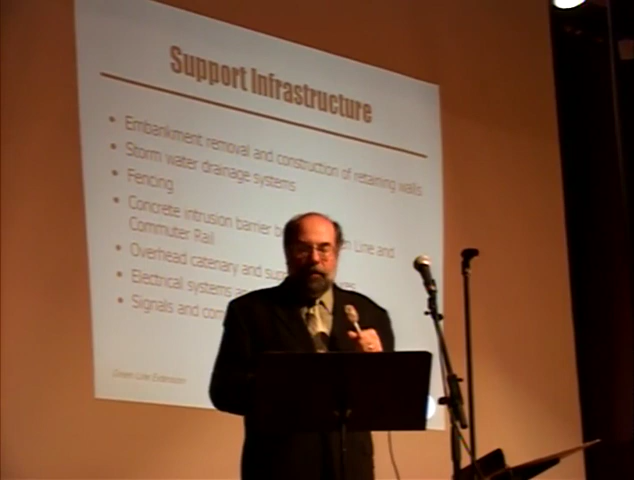 Support Infrastructure
• Embankment removal and construction of retaining walls
• Storm water drainage systems
• Fencing
• Concrete intrusion barrier Line and
Commuter Rail
• Overhead catenary and
• Electrical systems
• Signals and
Green Line Extension